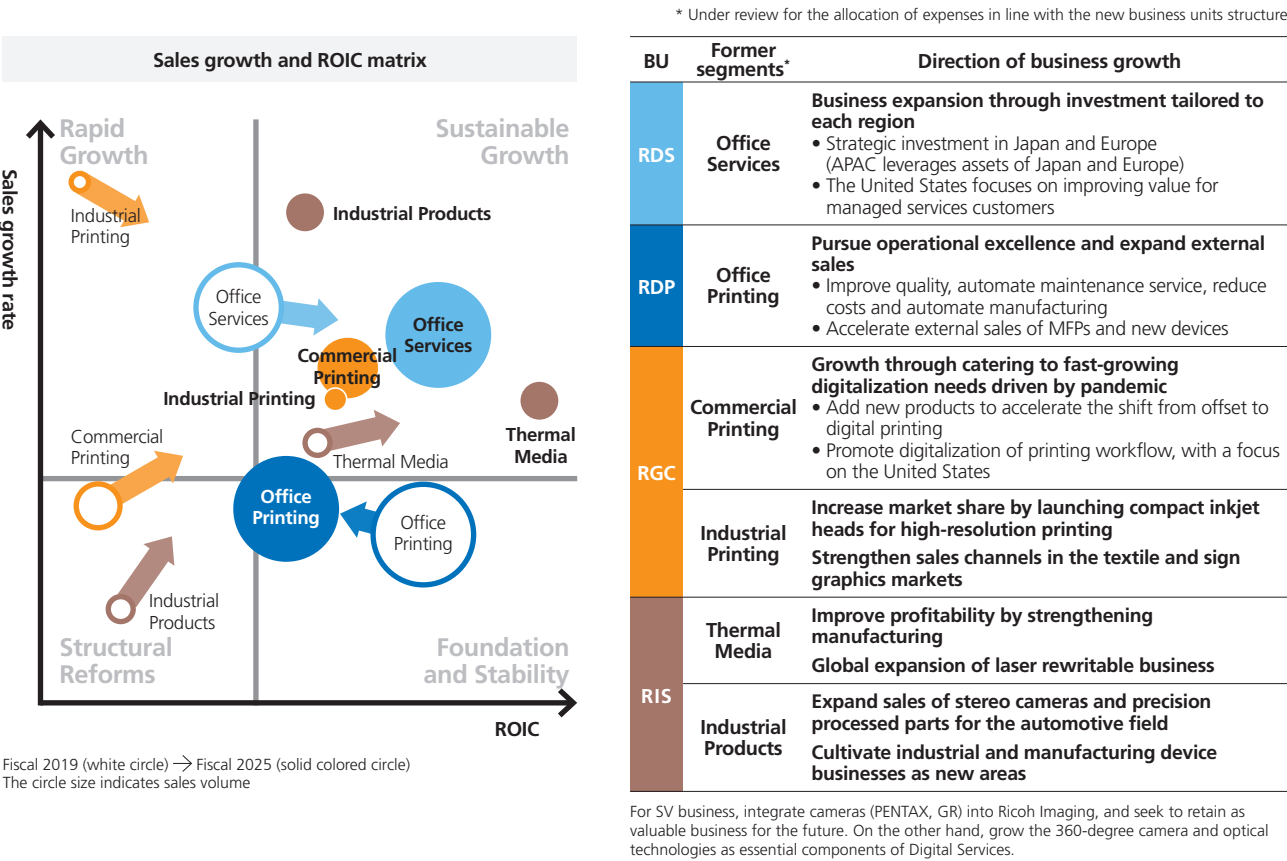 * Under review for the allocation of expenses in line with the new business units structure
Sales growth and ROIC matrix
Sales growth rate
Rapid
Growth
Sustainable
Growth
Industrial
Printing
Industrial Products
Office
Services
Office
Services
Commercial
Printing
Industrial Printing
Thermal
Media
Commercial
Printing
Thermal Media
Office
Printing
Office
Printing
Industrial
Products
Structural
Reforms
Foundation
and Stability
ROIC
Fiscal 2019 (white circle) → Fiscal 2025 (solid colored circle)
The circle size indicates sales volume
BU
Former
segments*
Direction of business growth
RDS
Office
Services
Business expansion through investment tailored to
each region
• Strategic investment in Japan and Europe
(APAC leverages assets of Japan and Europe)
• The United States focuses on improving value for
managed services customers
RDP
Office
Printing
Pursue operational excellence and expand external
sales
• Improve quality, automate maintenance service, reduce
costs and automate manufacturing
• Accelerate external sales of MFPs and new devices
RGC
Commercial
Printing
Growth through catering to fast-growing
digitalization needs driven by pandemic
• Add new products to accelerate the shift from offset to
digital printing
• Promote digitalization of printing workflow, with a focus
on the United States
Industrial
Printing
Increase market share by launching compact inkjet
heads for high-resolution printing
Strengthen sales channels in the textile and sign
graphics markets
RIS
Thermal
Media
Improve profitability by strengthening
manufacturing
Global expansion of laser rewritable business
Industrial
Products
Expand sales of stereo cameras and precision
processed parts for the automotive field
Cultivate industrial and manufacturing device
businesses as new areas
For SV business, integrate cameras (PENTAX, GR) into Ricoh Imaging, and seek to retain as
valuable business for the future. On the other hand, grow the 360-degree camera and optical
technologies as essential components of Digital Services.